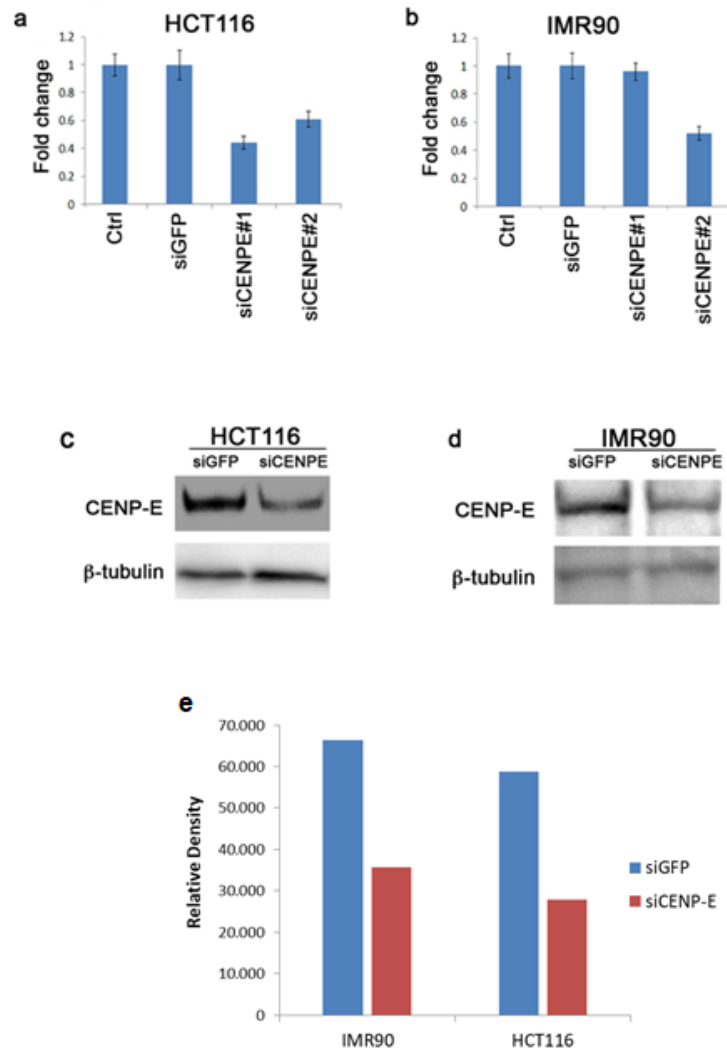 a
HCT116
Fold change
1.2
1
0.8
0.6
0.4
0.2
0
Ctrl
siGFP
siCENPE#1
siCENPE#2
b
IMR90
Fold change
1.2
1
0.8
0.6
0.4
0.2
0
Ctrl
siGFP
siCENPE#1
siCENPE#2
c
HCT116
siGFP siCENPE
CENP-E
β-tubulin
d
IMR90
siGFP siCENPE
CENP-E
β-tubulin
e
Relative Density
70.000
60.000
50.000
40.000
30.000
20.000
10.000
0
IMR90 HCT116
siGFP
siCENP-E